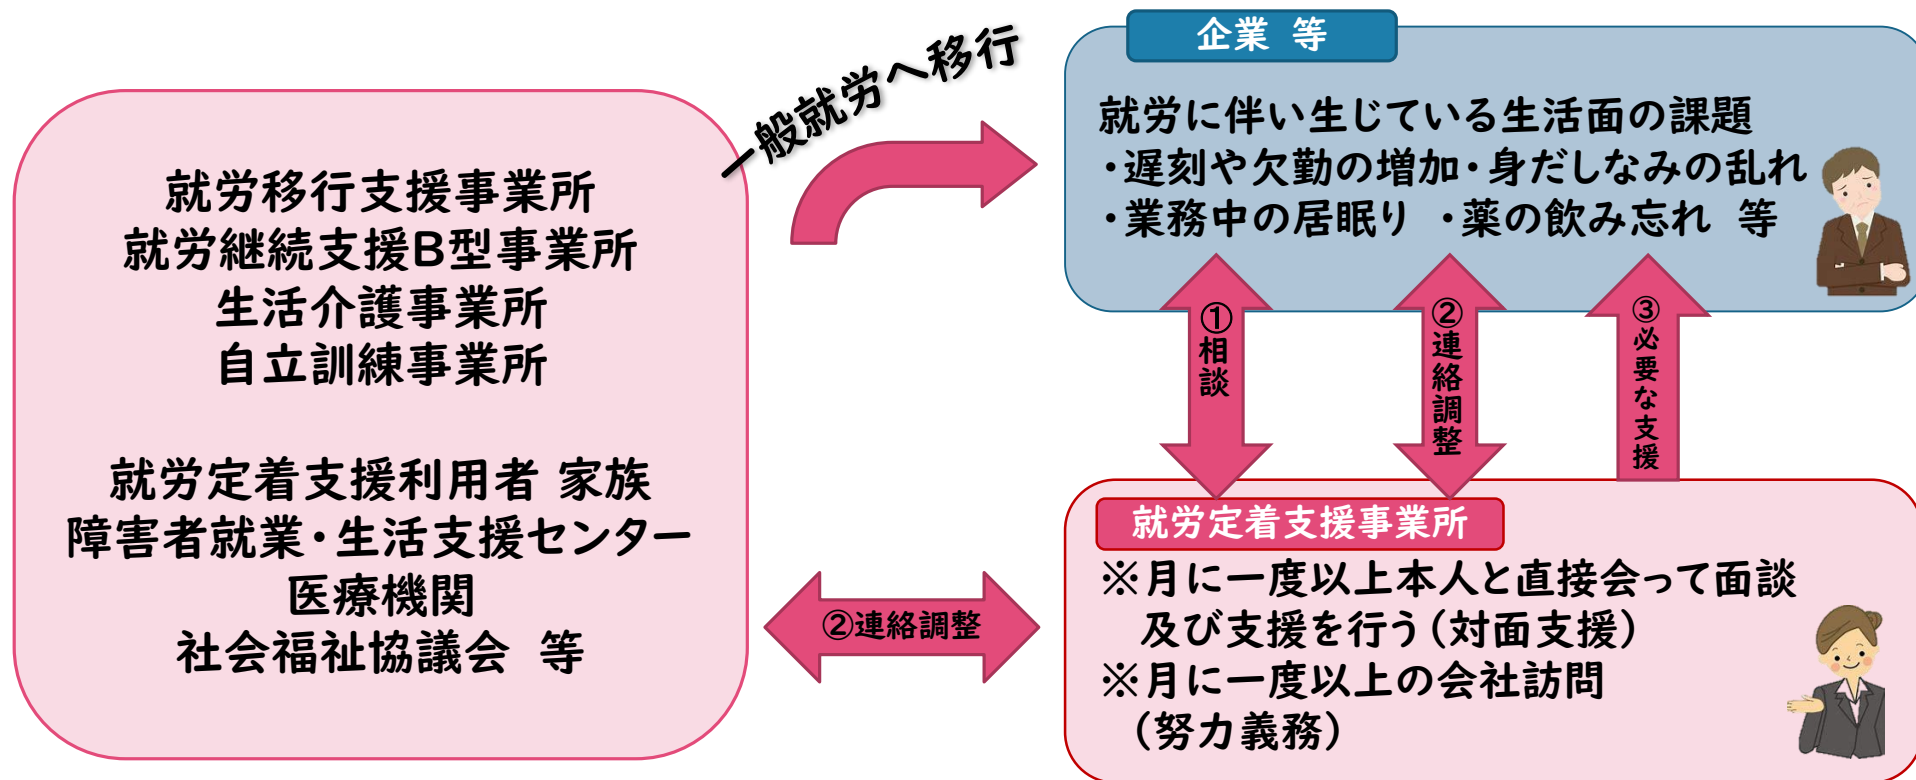 一般就労へ移行
就労移行支援事業所
就労継続支援B型事業所
生活介護事業所
自立訓練事業所
就労定着支援利用者 家族
障害者就業・生活支援センター
医療機関
社会福祉協議会 等
企業 等
就労に伴い生じている生活面の課題
・遅刻や欠勤の増加・身だしなみの乱れ
・業務中の居眠り ・薬の飲み忘れ 等
①相談
②連絡調整
③必要な支援
②連絡調整
就労定着支援事業所
※月に一度以上本人と直接会って面談
及び支援を行う(対面支援)
※月に一度以上の会社訪問
(努力義務)